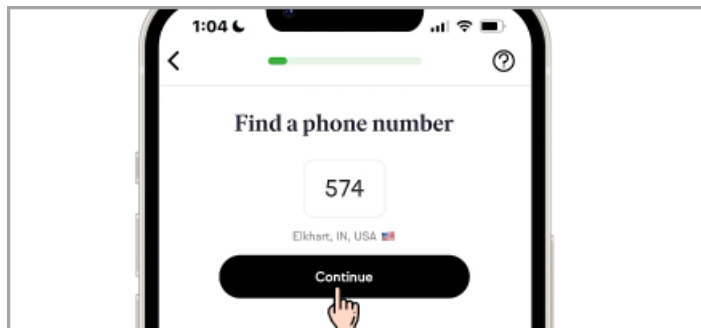 1:04
Find a phone number
574
Elkhart, IN, USA 🇺🇸
Continue